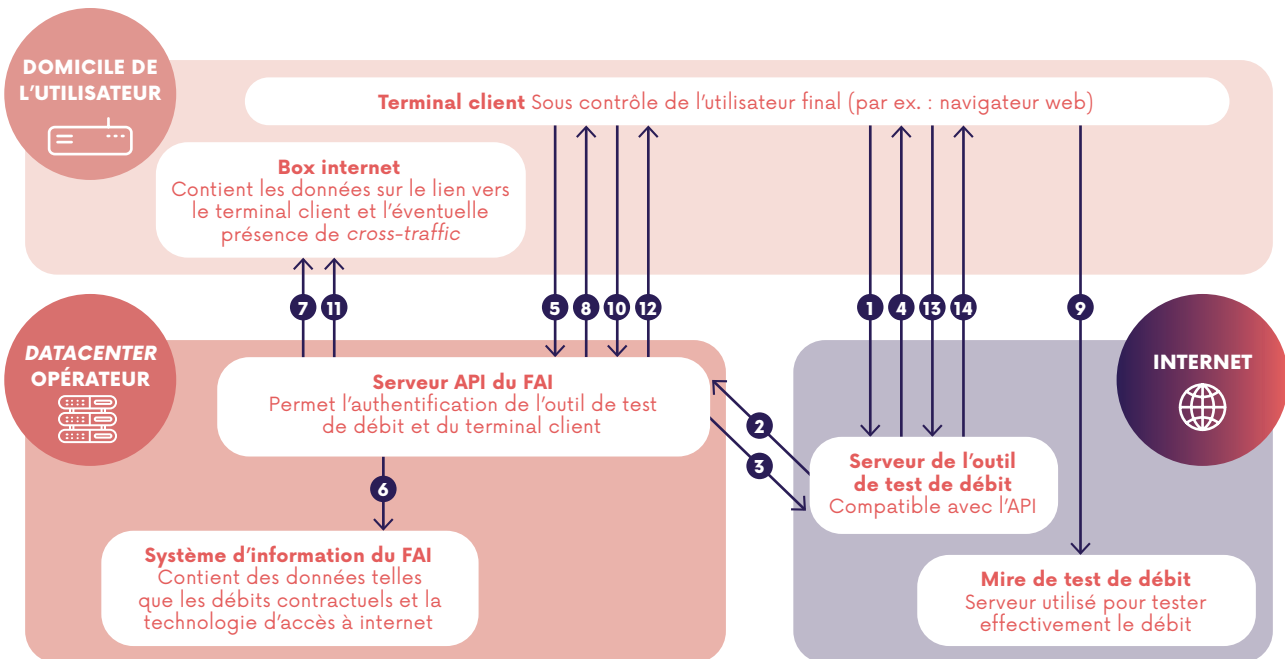 DOMICILE DE
L'UTILISATEUR
Terminal client Sous contrôle de l'utilisateur final (par ex. : navigateur web)
Box internet
Contient les données sur le lien vers
le terminal client et l'éventuelle
présence de cross-traffic
7 11 5 8 10 12 1 4 13 14 9
DATACENTER
OPÉRATEUR
Serveur API du FAI
Permet l'authentification de l'outil de test
de débit et du terminal client
INTERNET
2
3
6
Serveur de l'outil
de test de débit
Compatible avec l'API
Système d'information du FAI
Contient des données telles
que les débits contractuels et la
technologie d'accès à internet
Mire de test de débit
Serveur utilisé pour tester
effectivement le débit